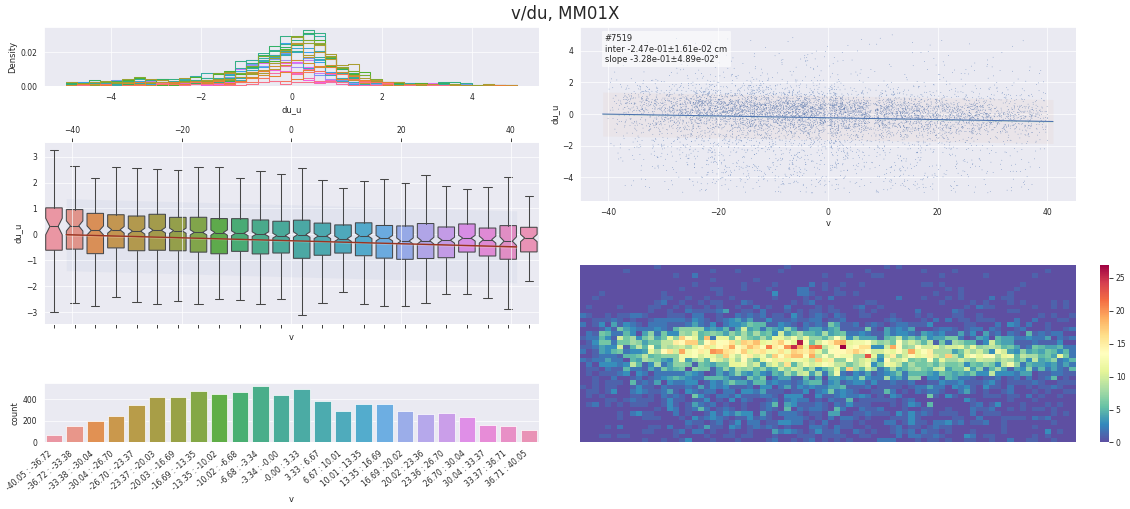 v/du, MM01X
Density
0.02
0.00
−4 −2 0 2 4
du_u
−40 −20 0 20 40
du_u
3
2
1
0
−1
−2
−3
v
count
400
200
0
-40.05 : -36.72
-36.72 : -33.38
-33.38 : -30.04
-30.04 : -26.70
-26.70 : -23.37
-23.37 : -20.03
-20.03 : -16.69
-16.69 : -13.35
-13.35 : -10.02
-10.02 : -6.68
-6.68 : -3.34
-3.34 : -0.00
-0.00 : 3.33
3.33 : 6.67
6.67 : 10.01
10.01 : 13.35
13.35 : 16.69
16.69 : 20.02
20.02 : 23.36
23.36 : 26.70
26.70 : 30.04
30.04 : 33.37
33.37 : 36.71
36.71 : 40.05
v
#7519
inter -2.47e-01±1.61e-02 cm
slope -3.28e-01±4.89e-02°
du_u
4
2
0
−2
−4
−40 −20 0 20 40
v
25
20
15
10
5
0